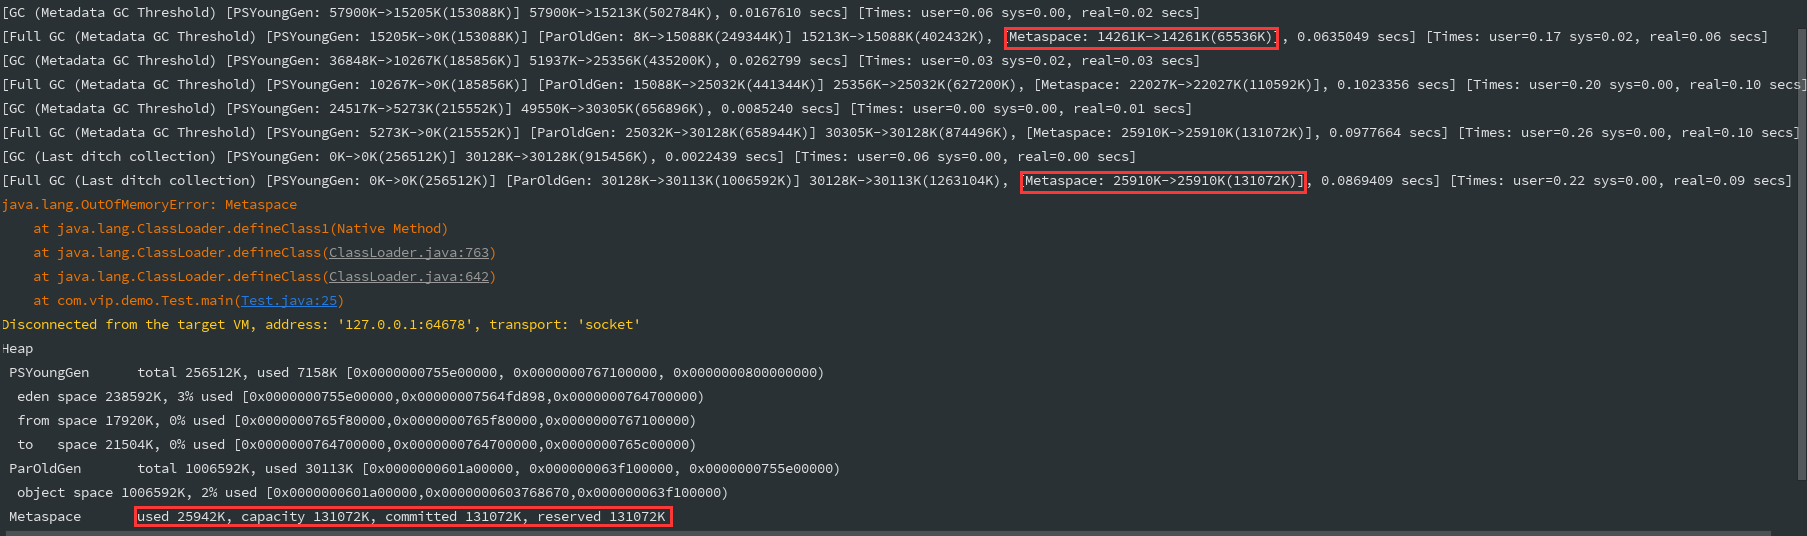 [GC (Metadata GC Threshold) [PSYoungGen: 57900K->15205K(153088K)] 57900K->15213K(502784K), 0.0167610 secs] [Times: user=0.06 sys=0.00, real=0.02 secs]
[Full GC (Metadata GC Threshold) [PSYoungGen: 15205K->0K(153088K)] [ParOldGen: 8K->15088K(249344K)] 15213K->15088K(402432K), [Metaspace: 14261K->14261K(65536K)], 0.0635049 secs] [Times: user=0.17 sys=0.02, real=0.06 secs]
[GC (Metadata GC Threshold) [PSYoungGen: 36848K->10267K(185856K)] 51937K->25356K(435200K), 0.0262799 secs] [Times: user=0.03 sys=0.02, real=0.03 secs]
[Full GC (Metadata GC Threshold) [PSYoungGen: 10267K->0K(185856K)] [ParOldGen: 15088K->25032K(441344K)] 25356K->25032K(627200K), [Metaspace: 22027K->22027K(110592K)], 0.1023356 secs] [Times: user=0.20 sys=0.00, real=0.10 secs]
[GC (Metadata GC Threshold) [PSYoungGen: 24517K->5273K(215552K)] 49550K->30305K(656896K), 0.0085240 secs] [Times: user=0.00 sys=0.00, real=0.01 secs]
[Full GC (Metadata GC Threshold) [PSYoungGen: 5273K->0K(215552K)] [ParOldGen: 25032K->30128K(658944K)] 30305K->30128K(874496K), [Metaspace: 25910K->25910K(131072K)], 0.0977664 secs] [Times: user=0.26 sys=0.00, real=0.10 secs]
[GC (Last ditch collection) [PSYoungGen: 0K->0K(256512K)] 30128K->30128K(915456K), 0.0022439 secs] [Times: user=0.06 sys=0.00, real=0.00 secs]
[Full GC (Last ditch collection) [PSYoungGen: 0K->0K(256512K)] [ParOldGen: 30128K->30113K(1006592K)] 30128K->30113K(1263104K), [Metaspace: 25910K->25910K(131072K)], 0.0869409 secs] [Times: user=0.22 sys=0.00, real=0.09 secs]
java.lang.OutOfMemoryError: Metaspace
at java.lang.ClassLoader.defineClass1(Native Method)
at java.lang.ClassLoader.defineClass(ClassLoader.java:763)
at java.lang.ClassLoader.defineClass(ClassLoader.java:642)
at com.vip.demo.Test.main(Test.java:25)
Disconnected from the target VM, address: '127.0.0.1:64678', transport: 'socket'
Heap
PSYoungGen total 256512K, used 7158K [0x0000000755e00000, 0x0000000767100000, 0x0000000800000000)
eden space 238592K, 3% used [0x0000000755e00000,0x00000007564fd898,0x0000000764700000)
from space 17920K, 0% used [0x0000000765f80000,0x0000000765f80000,0x0000000767100000)
to space 21504K, 0% used [0x0000000764700000,0x0000000764700000,0x0000000765c00000)
ParOldGen total 1006592K, used 30113K [0x0000000601a00000, 0x000000063f100000, 0x0000000755e00000)
object space 1006592K, 2% used [0x0000000601a00000,0x0000000603768670,0x000000063f100000)
Metaspace used 25942K, capacity 131072K, committed 131072K, reserved 131072K